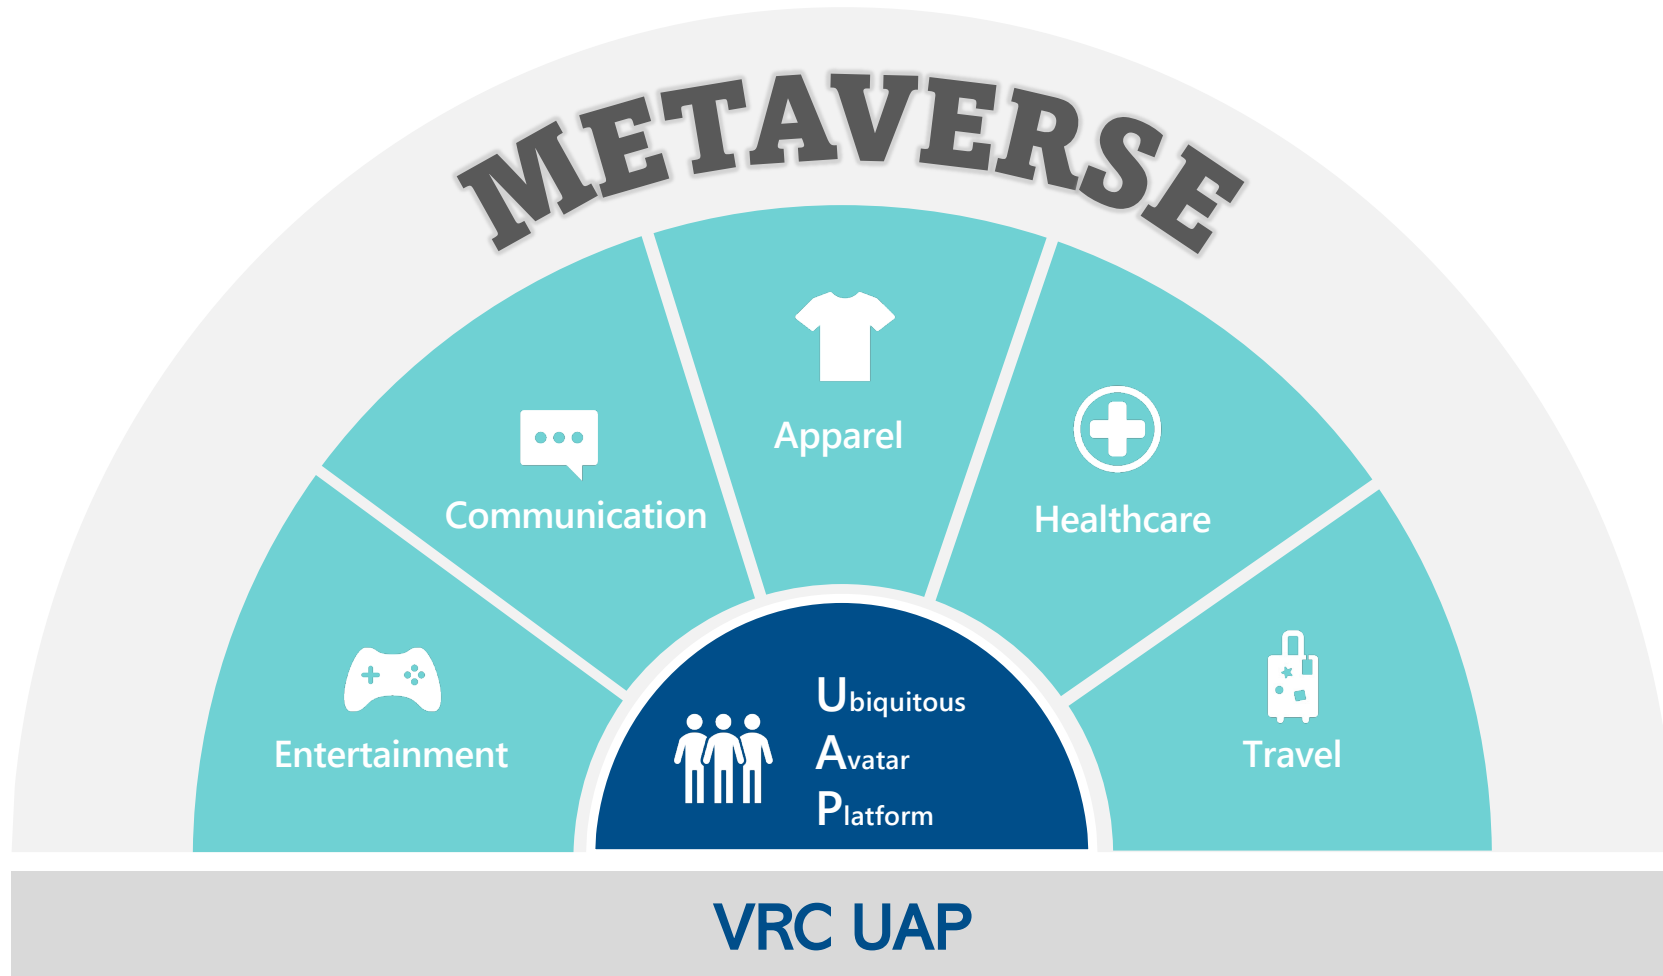 METAVERSE
Apparel
Communication
Healthcare
Entertainment
Travel
Ubiquitous
Avatar
Platform
VRC UAP